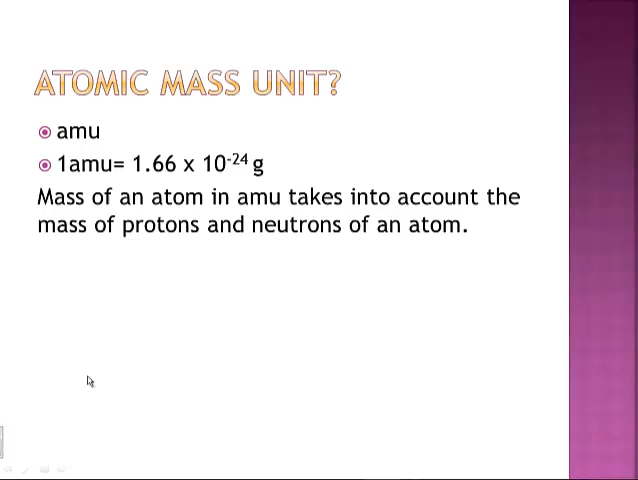 ATOMIC MASS UNIT?
amu
1amu= 1.66 x 10⁻²⁴ g
Mass of an atom in amu takes into account the
mass of protons and neutrons of an atom.